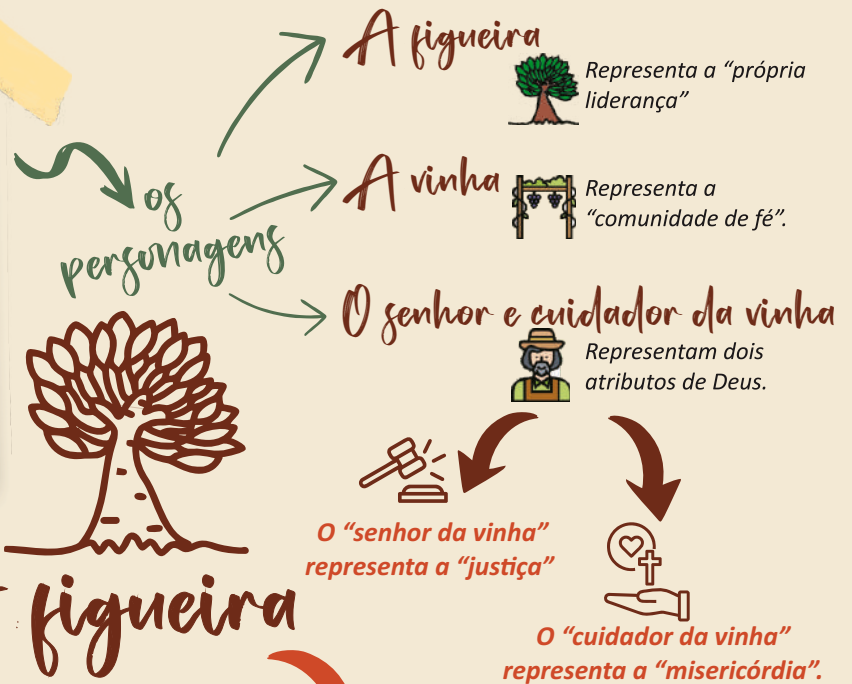 A figueira
Representa a “própria
liderança”
os
personagens
A vinha
Representa a
“comunidade de fé”.
O senhor e cuidador da vinha
Representam dois
atributos de Deus.
O “senhor da vinha”
representa a “justiça”
O “cuidador da vinha”
representa a “misericórdia”.
figueira